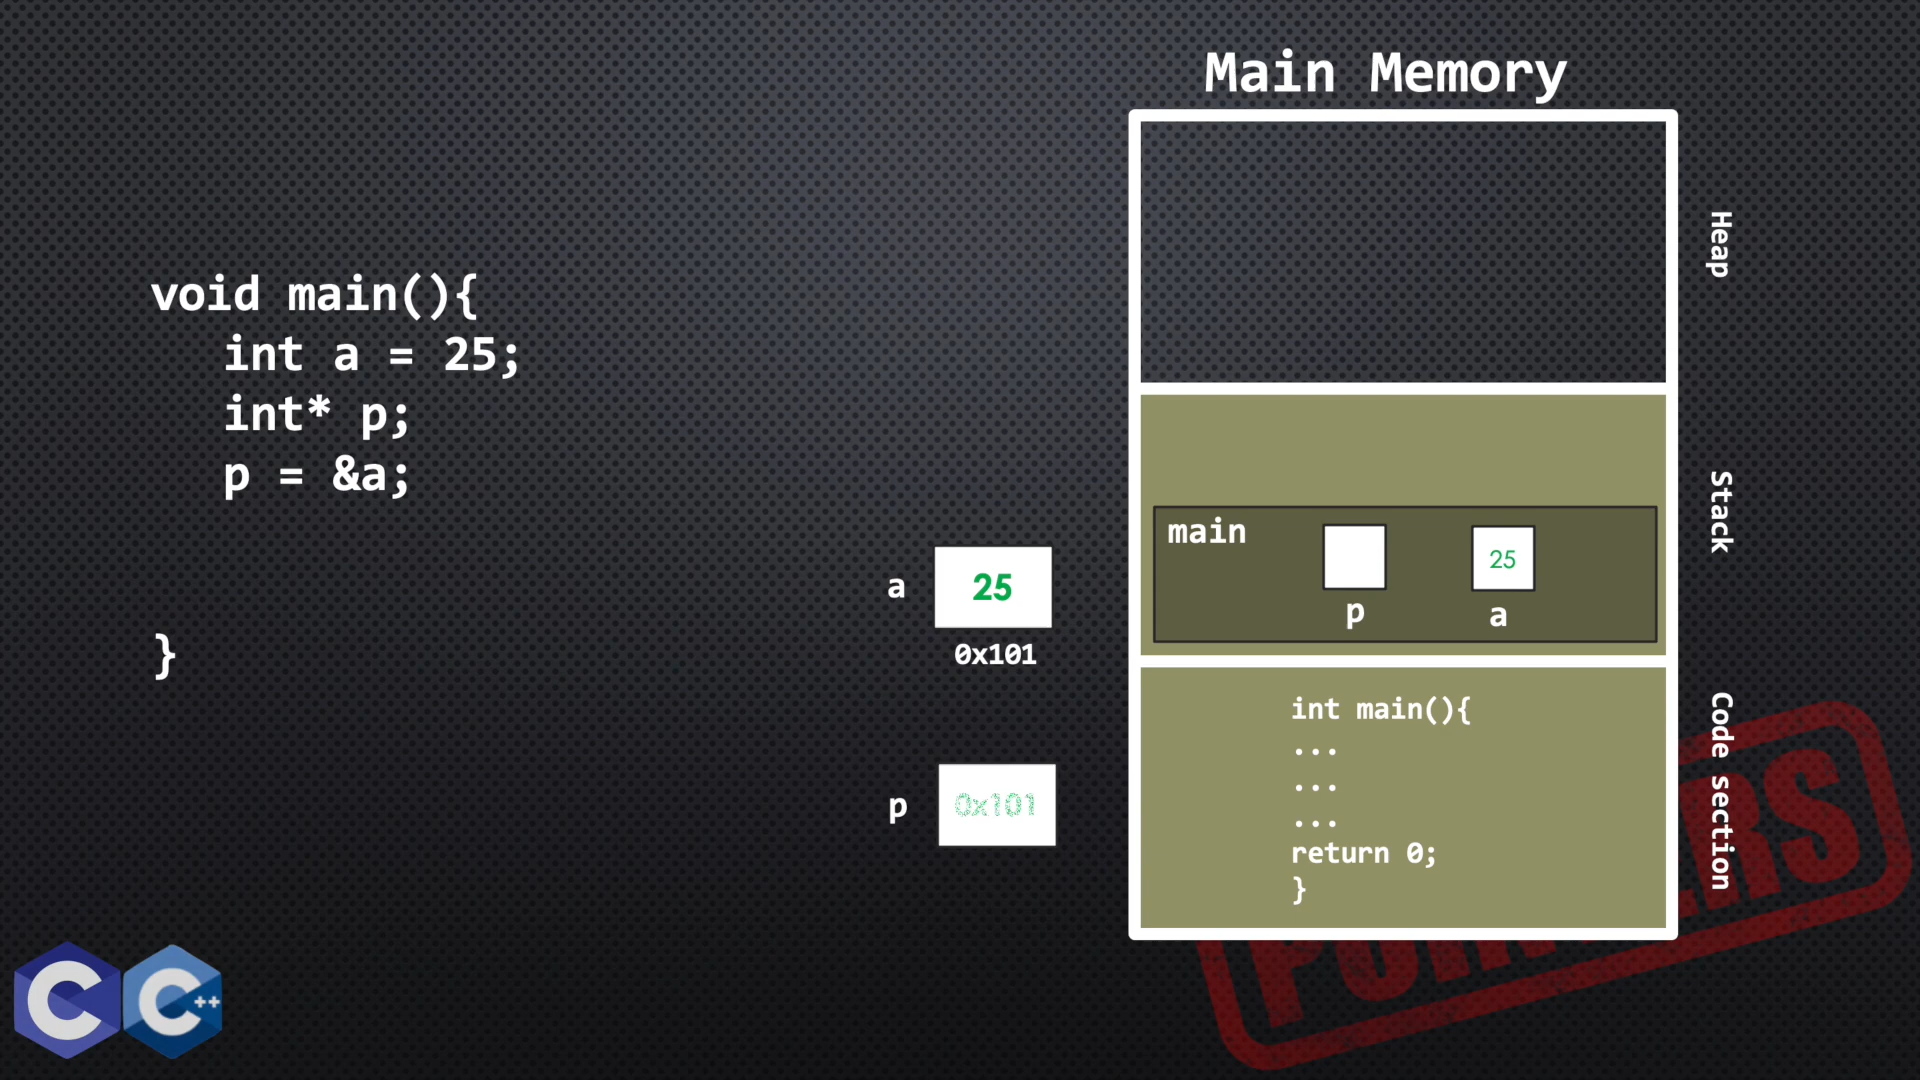 Main Memory
void main(){
int a = 25;
int* p;
p = &a;
}
a
25
0x101
p
0x101
Heap
Stack
main
25
p
a
Code section
int main(){
...
...
...
return 0;
}
C
C++